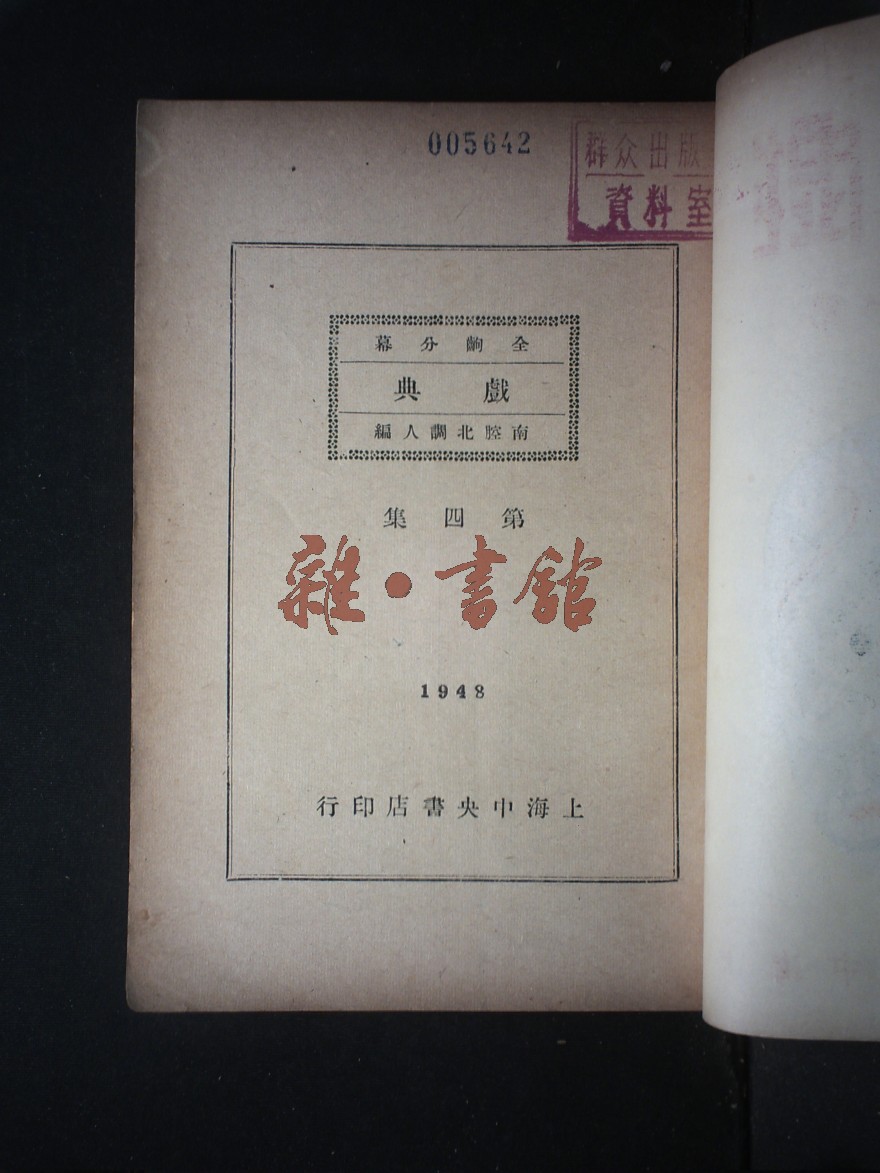 005642
群众出版
資料室
全齣分幕
戲典
南腔北調人編
第四集
雜·書館
1948
上海中央書店印行